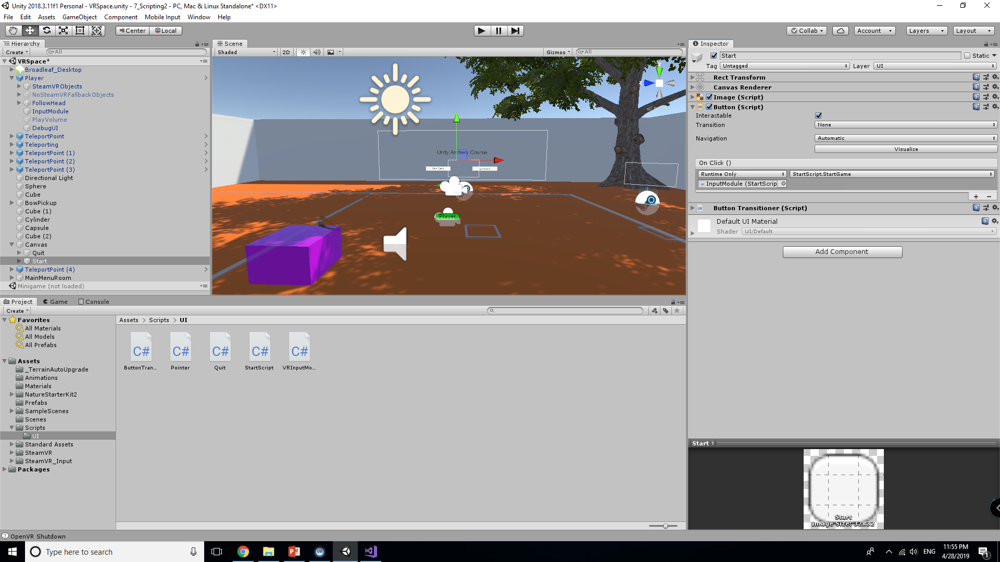 Unity 2018.3.11f1 Personal - VRSpace.unity - 7_Scripting2 - PC, Mac & Linux Standalone* <DX11>
File Edit Assets GameObject Component Mobile Input Window Help
Center Local Collab Account Layers Layout
Hierarchy
Create All
VRSpace*
Broadleaf_Desktop
Player
SteamVRObjects
NoSteamVRFallbackObjects
FollowHead
InputModule
PlayVolume
DebugUI
TeleportPoint
Teleporting
TeleportPoint (1)
TeleportPoint (2)
TeleportPoint (3)
Directional Light
Sphere
Cube
BowPickup
Cube (1)
Cylinder
Capsule
Cube (2)
Canvas
Quit
Start
TeleportPoint (4)
MainMenuRoom
Minigame (not loaded)
Scene
Shaded 2D Gizmos All
y
z
Unity Archery Course
Start Game Exit Game
Player
Inspector
Start Static
Tag Untagged Layer UI
Rect Transform
Canvas Renderer
Image (Script)
OK Button (Script)
Interactable
Transition None
Navigation Automatic
Visualize
On Click ()
Runtime Only StartScript.StartGame
InputModule (StartScrip
Button Transitioner (Script)
Default UI Material
Shader UI/Default
Add Component
Start
Start
Image Size: 32x32
Project Game Console
Create
Favorites
All Materials
All Models
All Prefabs
Assets
_TerrainAutoUpgrade
Animations
Materials
NatureStarterKit2
Prefabs
SampleScenes
Scenes
Scripts
UI
Standard Assets
SteamVR
SteamVR_Input
Packages
Assets > Scripts > UI
C# C# C# C# C#
ButtonTran... Pointer Quit StartScript VRInputMo...
OpenVR Shutdown
Type here to search
ENG
11:55 PM
4/28/2019
1